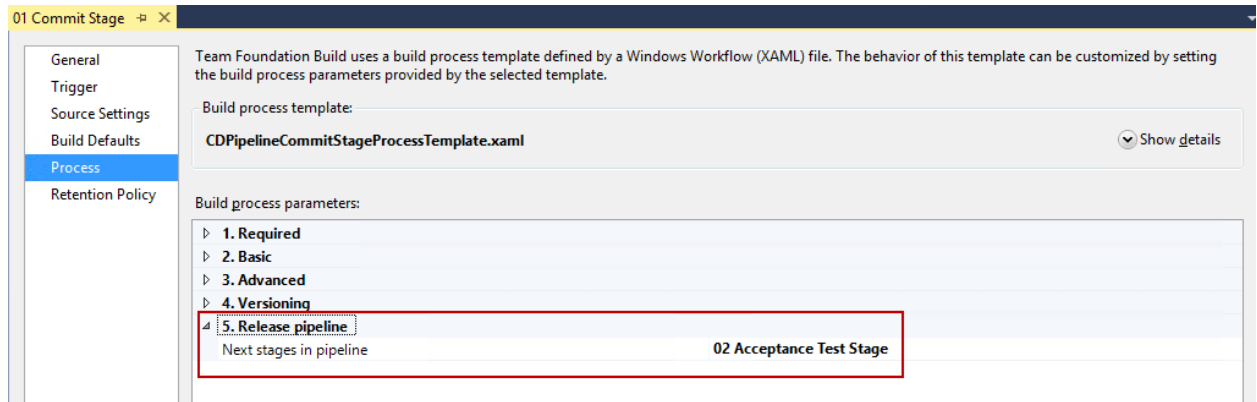 01 Commit Stage
General
Trigger
Source Settings
Build Defaults
Process
Retention Policy
Team Foundation Build uses a build process template defined by a Windows Workflow (XAML) file. The behavior of this template can be customized by setting
the build process parameters provided by the selected template.
Build process template:
CDPipelineCommitStageProcessTemplate.xaml
Show details
Build process parameters:
1. Required
2. Basic
3. Advanced
4. Versioning
5. Release pipeline
Next stages in pipeline 02 Acceptance Test Stage